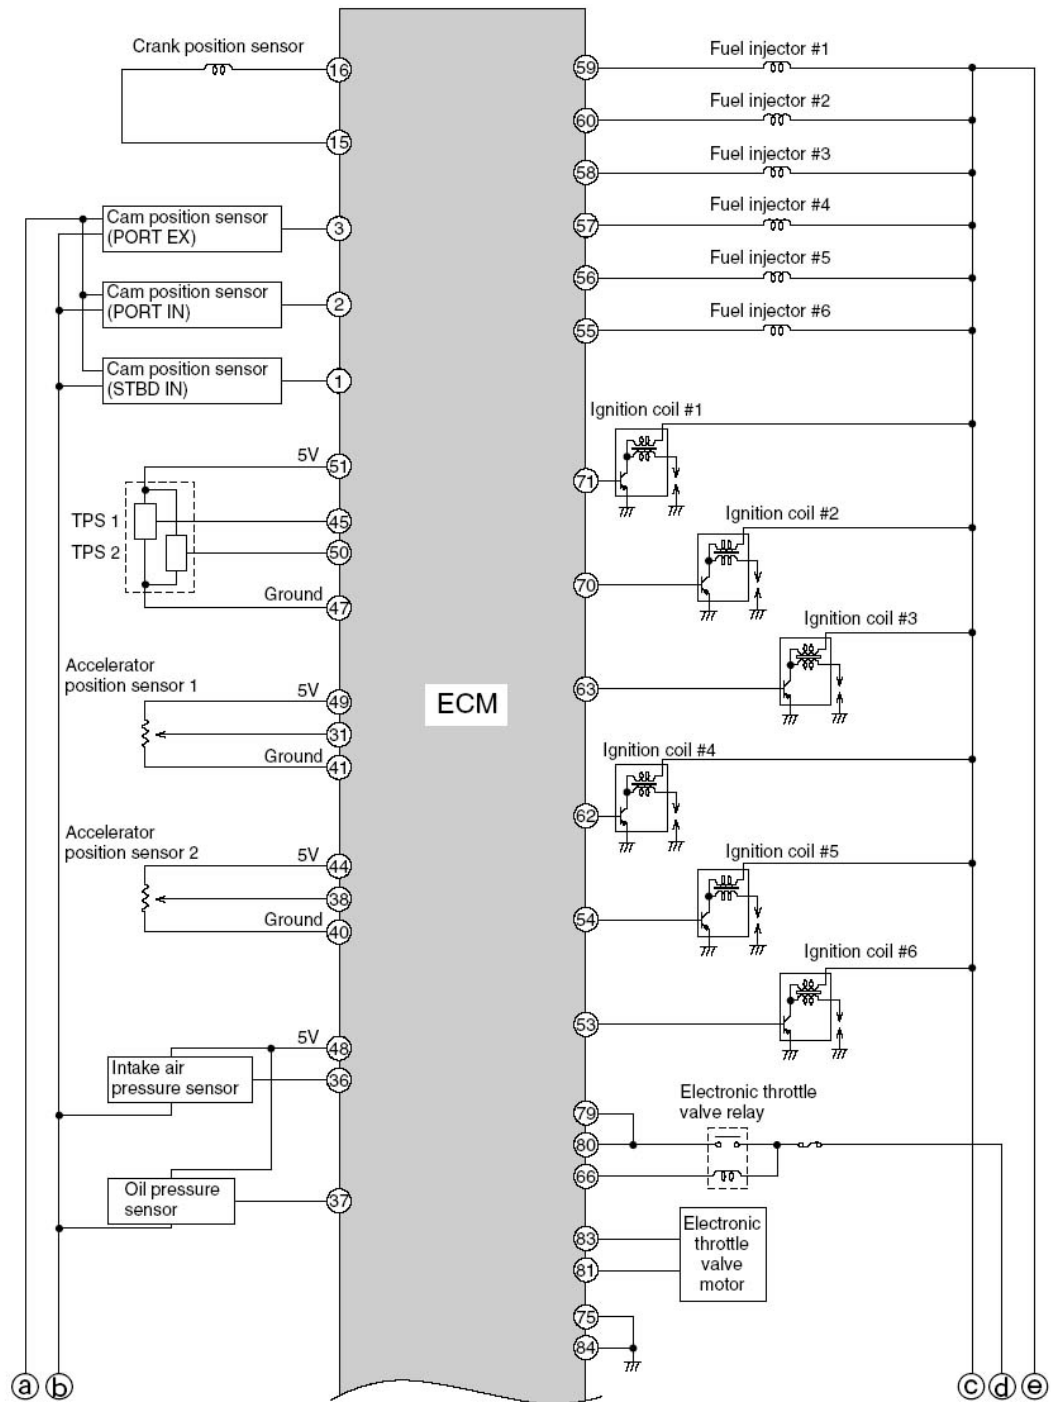 Crank position sensor
16
15
Cam position sensor
(PORT EX)
3
Cam position sensor
(PORT IN)
2
Cam position sensor
(STBD IN)
1
5V
51
TPS 1
45
TPS 2
50
Ground
47
Accelerator
position sensor 1
5V
49
31
Ground
41
Accelerator
position sensor 2
5V
44
38
Ground
40
5V
48
Intake air
pressure sensor
36
Oil pressure
sensor
37
a
b
ECM
59
Fuel injector #1
60
Fuel injector #2
58
Fuel injector #3
57
Fuel injector #4
56
Fuel injector #5
55
Fuel injector #6
Ignition coil #1
71
Ignition coil #2
70
Ignition coil #3
63
Ignition coil #4
62
Ignition coil #5
54
Ignition coil #6
53
Electronic throttle
valve relay
79
80
66
83
81
Electronic
throttle
valve
motor
75
84
c
d
e